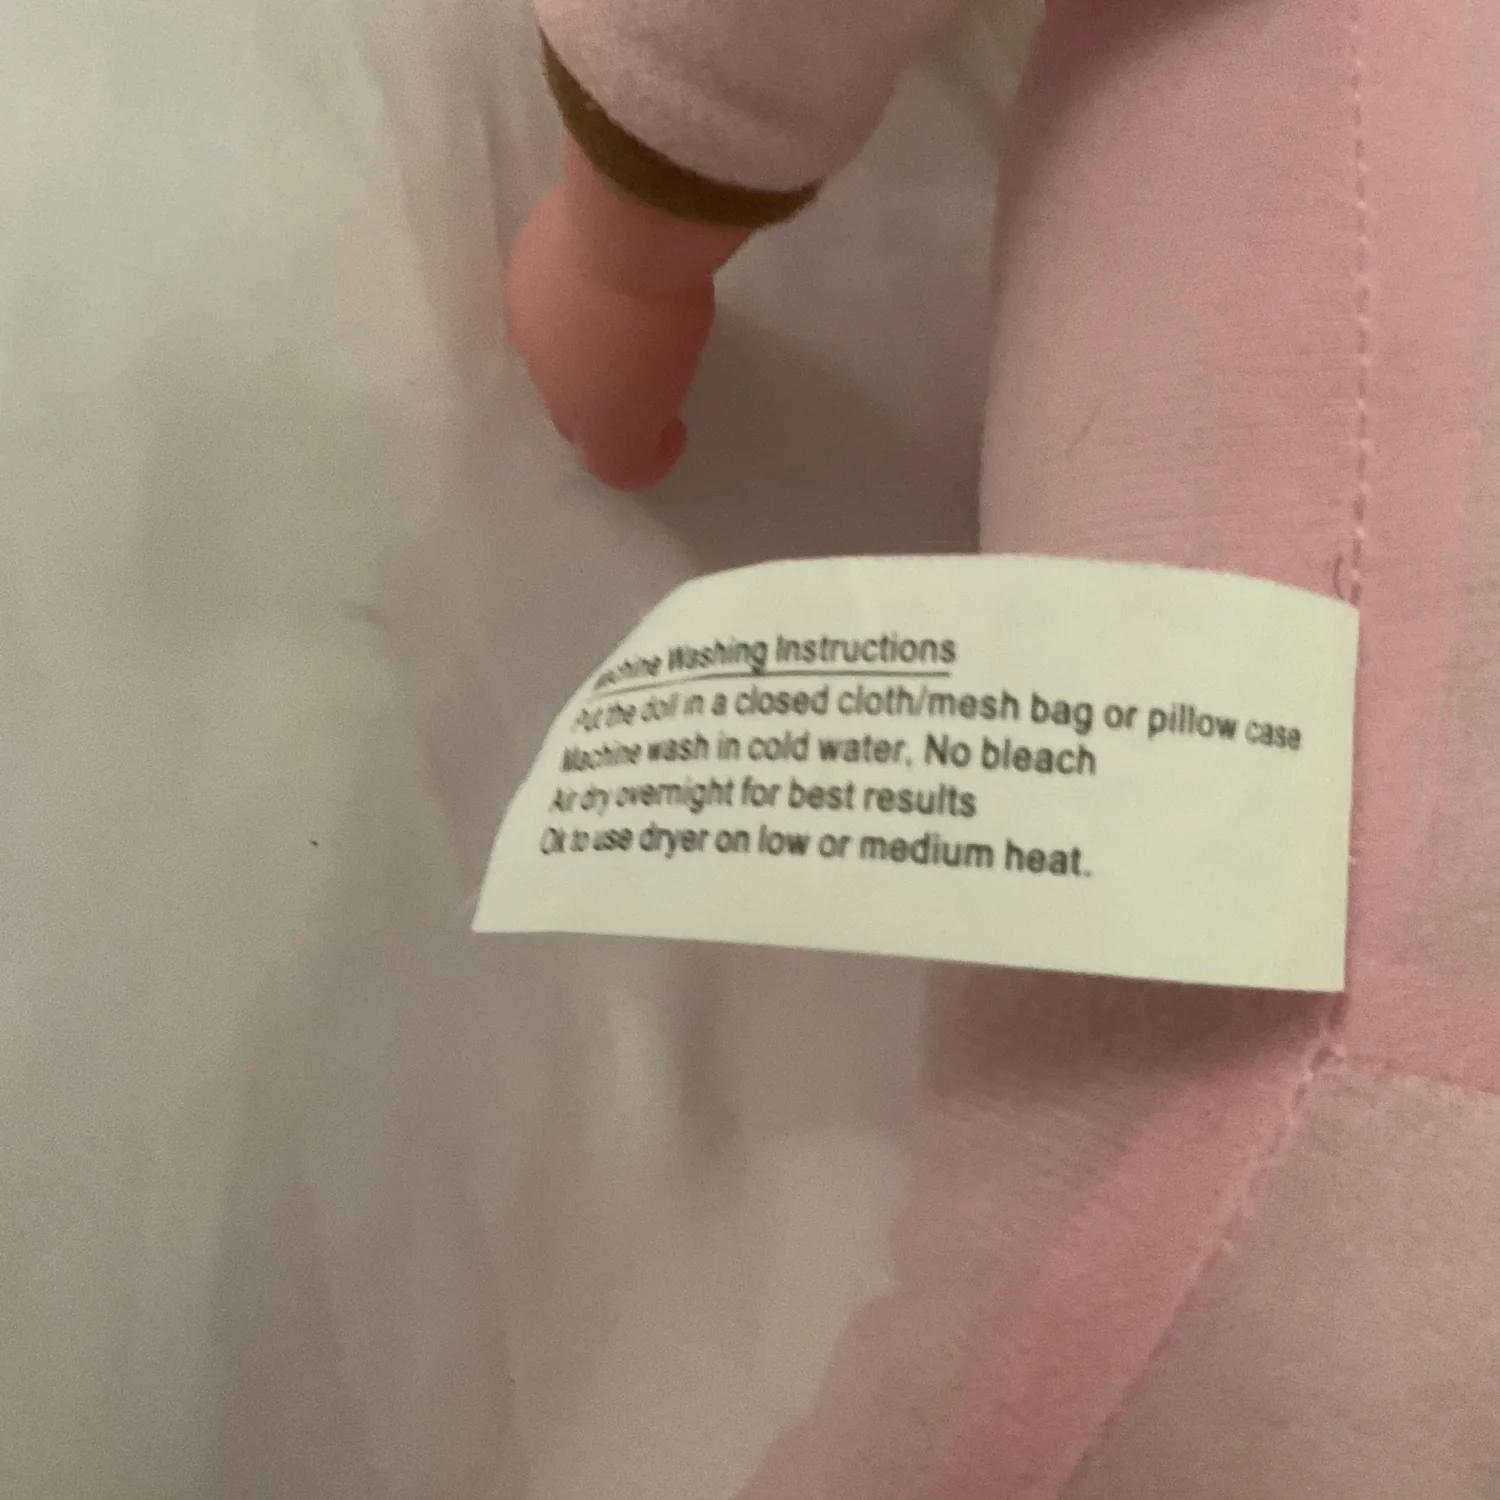 Machine Washing Instructions
Put the doll in a closed cloth/mesh bag or pillow case
Machine wash in cold water. No bleach
Air dry overnight for best results
Ok to use dryer on low or medium heat.